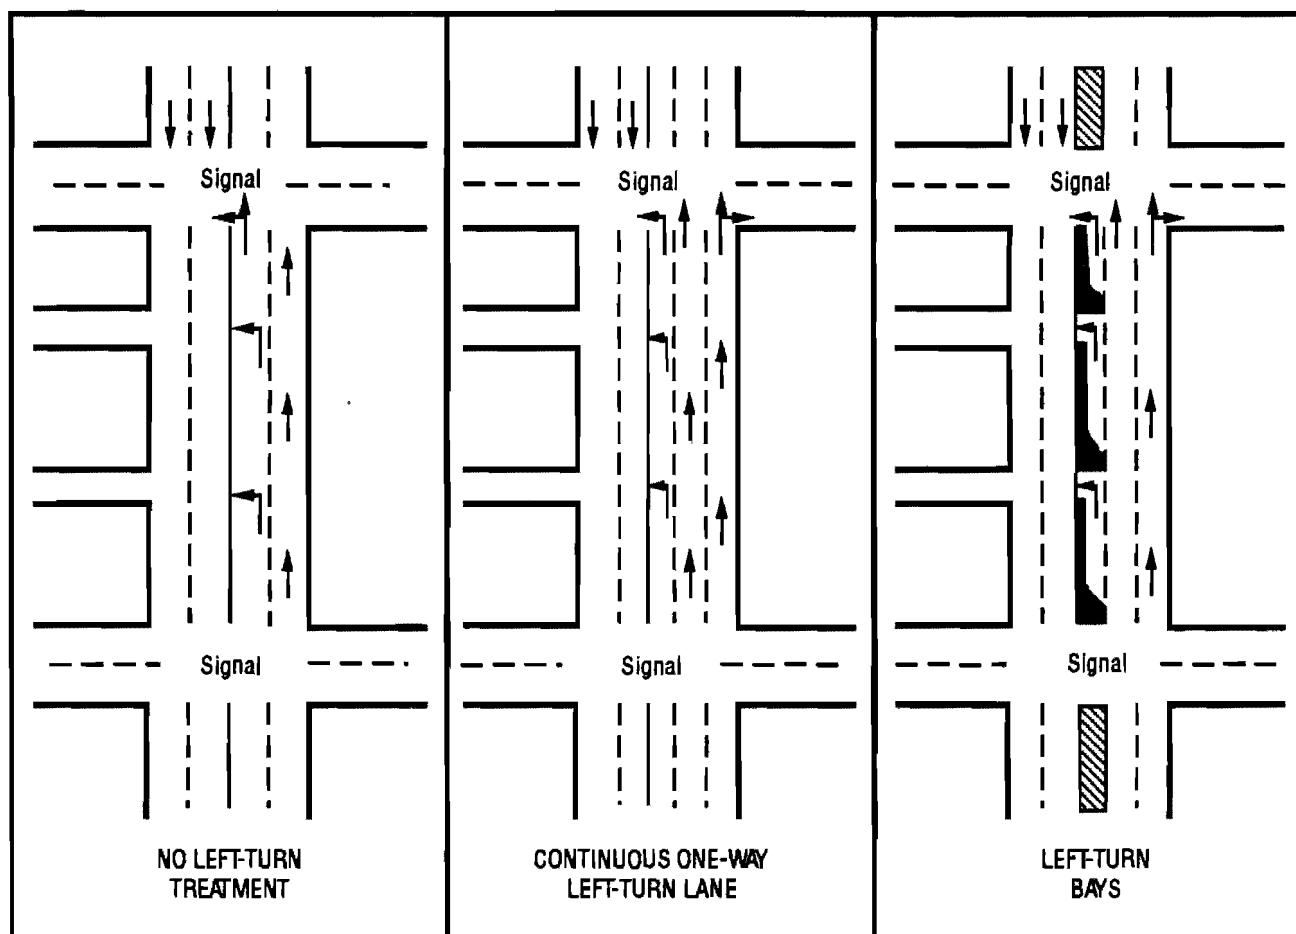 Signal
Signal
Signal
Signal
Signal
Signal
NO LEFT-TURN
TREATMENT
CONTINUOUS ONE-WAY
LEFT-TURN LANE
LEFT-TURN
BAYS